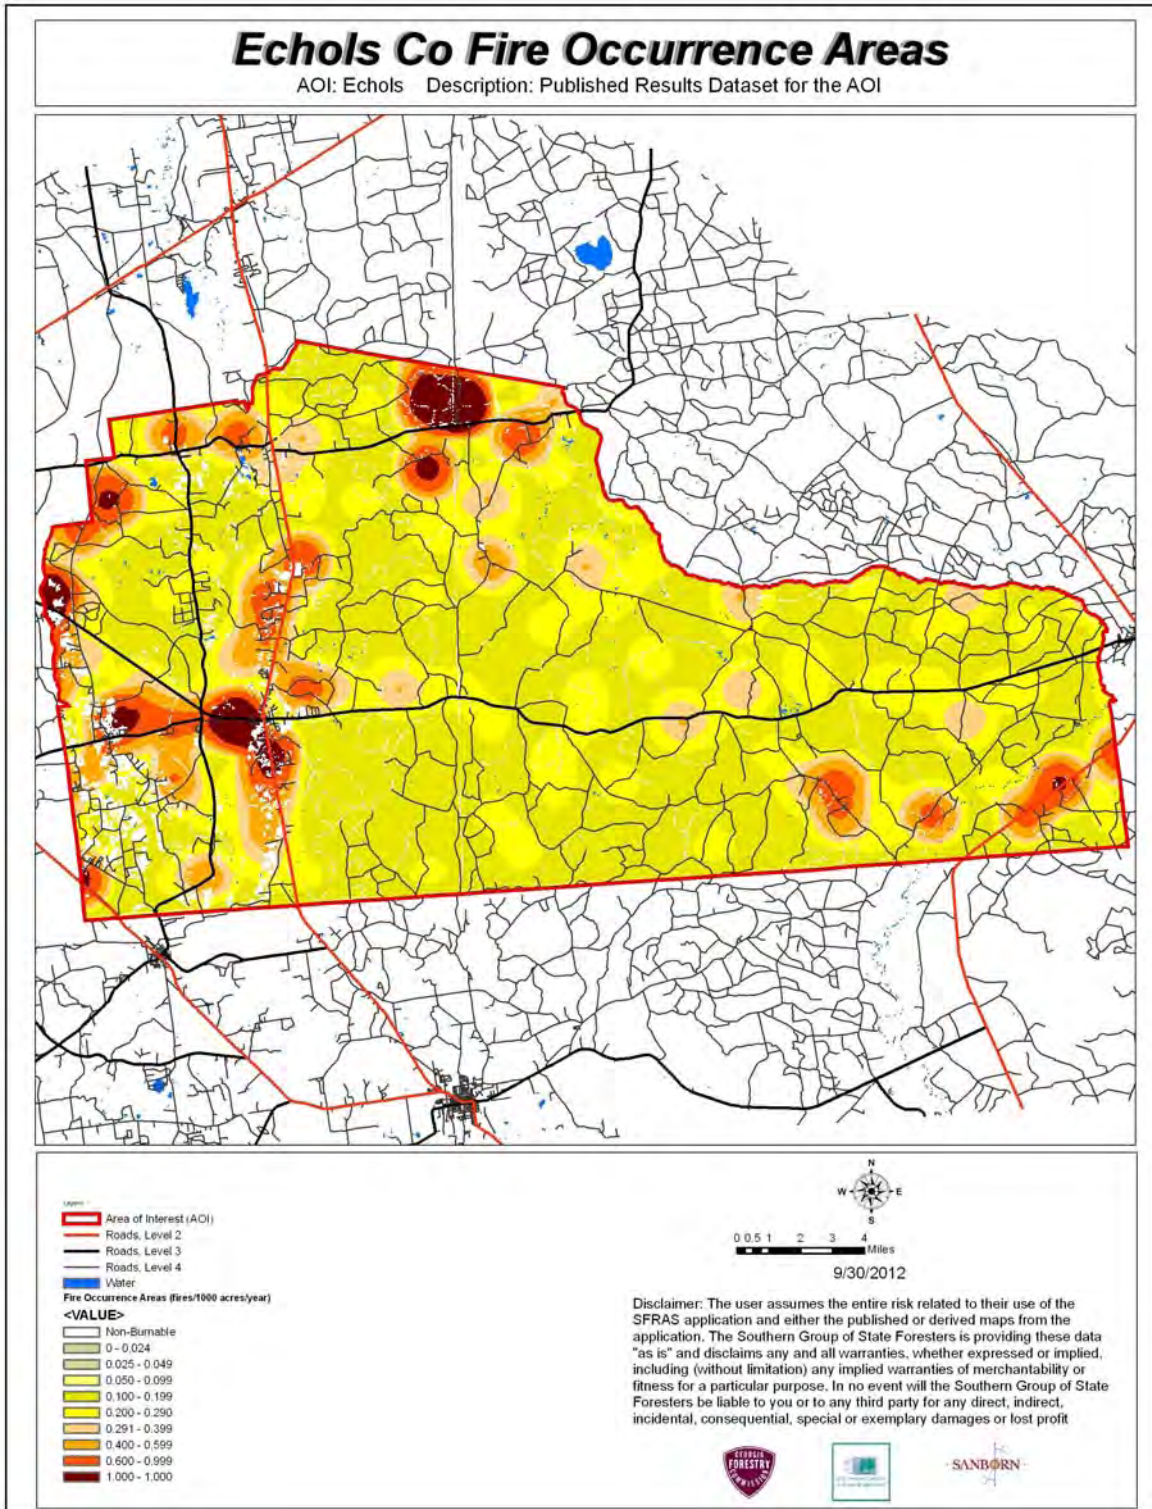 Echols Co Fire Occurrence Areas
AOI: Echols Description: Published Results Dataset for the AOI
Legend
Area of Interest (AOI)
Roads, Level 2
Roads, Level 3
Roads, Level 4
Water
Fire Occurrence Areas (fires/1000 acres/year)
<VALUE>
Non-Burnable
0 - 0.024
0.025 - 0.049
0.050 - 0.099
0.100 - 0.199
0.200 - 0.290
0.291 - 0.399
0.400 - 0.599
0.600 - 0.999
1.000 - 1.000
N
W E
S
0 0.5 1 2 3 4
Miles
9/30/2012
Disclaimer: The user assumes the entire risk related to their use of the
SFRAS application and either the published or derived maps from the
application. The Southern Group of State Foresters is providing these data
"as is" and disclaims any and all warranties, whether expressed or implied,
including (without limitation) any implied warranties of merchantability or
fitness for a particular purpose. In no event will the Southern Group of State
Foresters be liable to you or to any third party for any direct, indirect,
incidental, consequential, special or exemplary damages or lost profit
GEORGIA
FORESTRY
COMMISSION
SANBORN